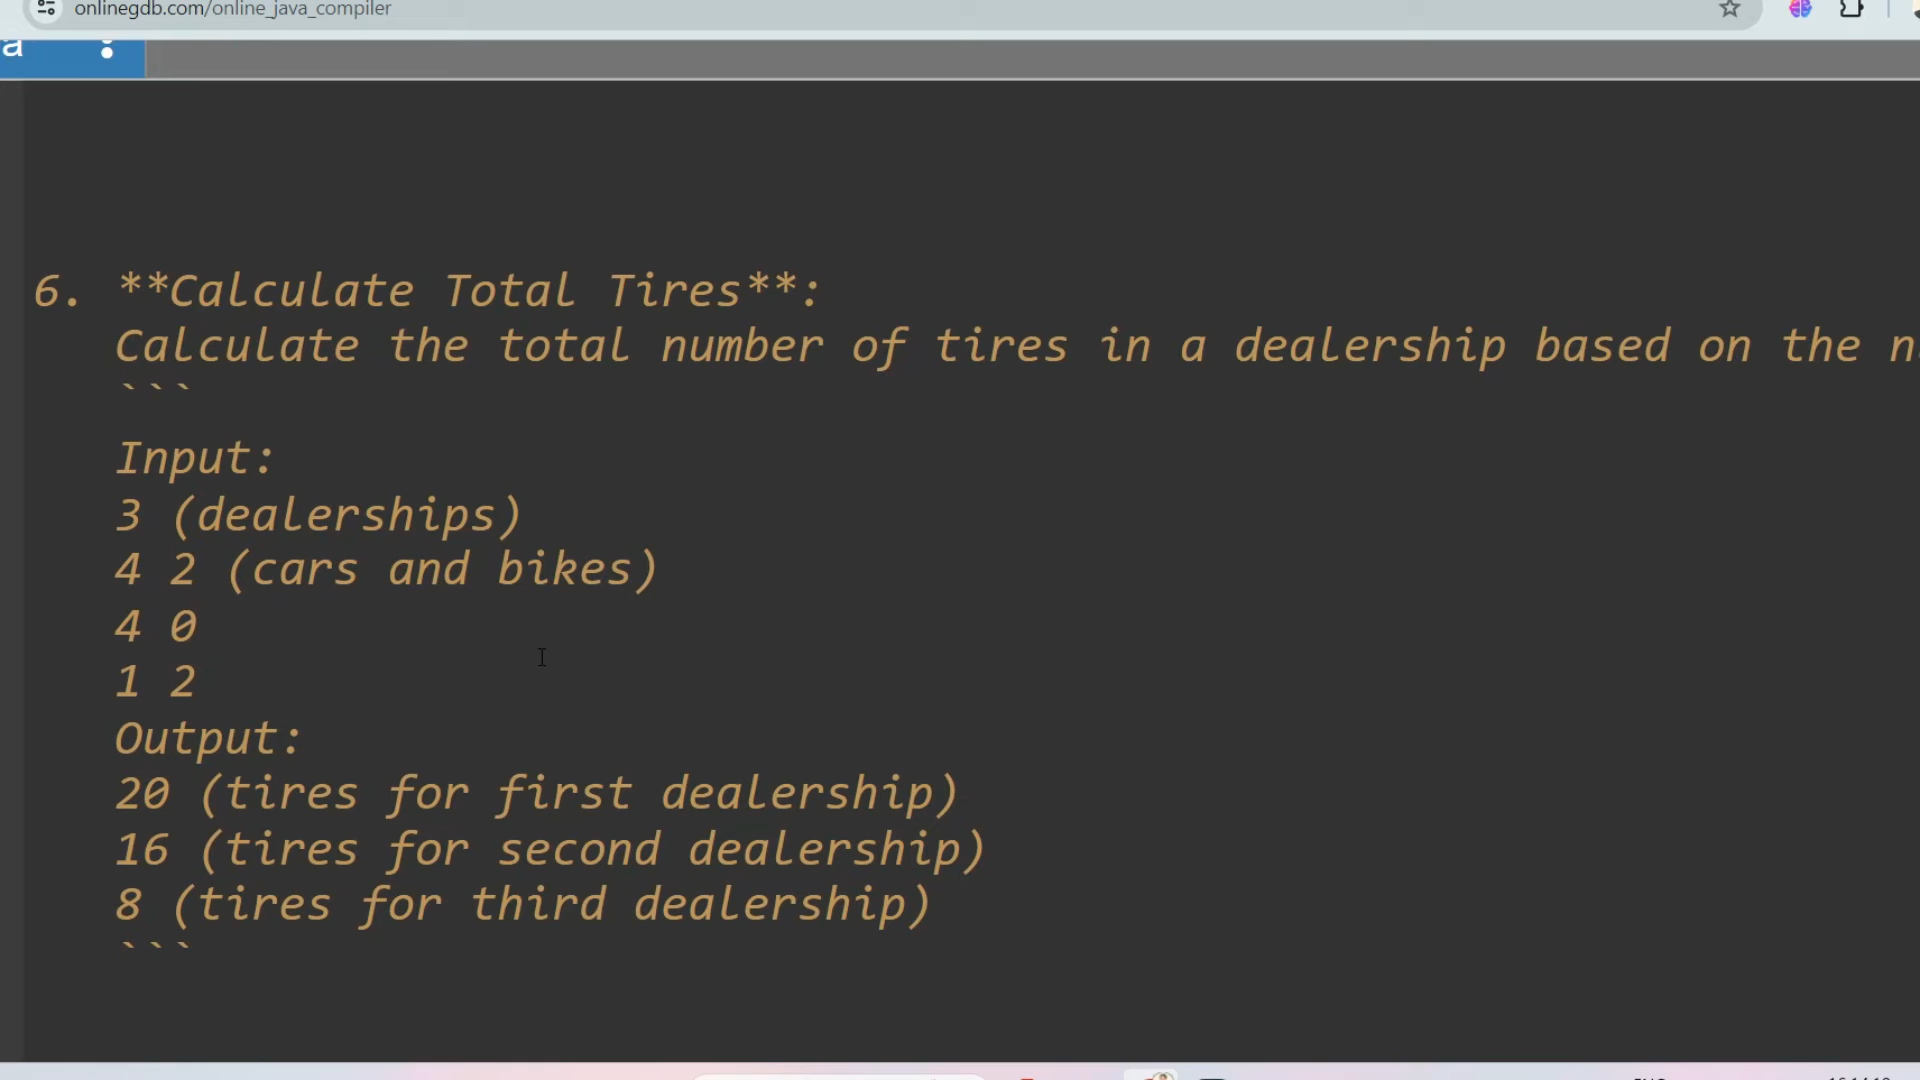 onlinegdb.com/online_java_compiler
a
6. **Calculate Total Tires**:
Calculate the total number of tires in a dealership based on the
```
Input:
3 (dealerships)
4 2 (cars and bikes)
4 0
1 2
Output:
20 (tires for first dealership)
16 (tires for second dealership)
8 (tires for third dealership)
```